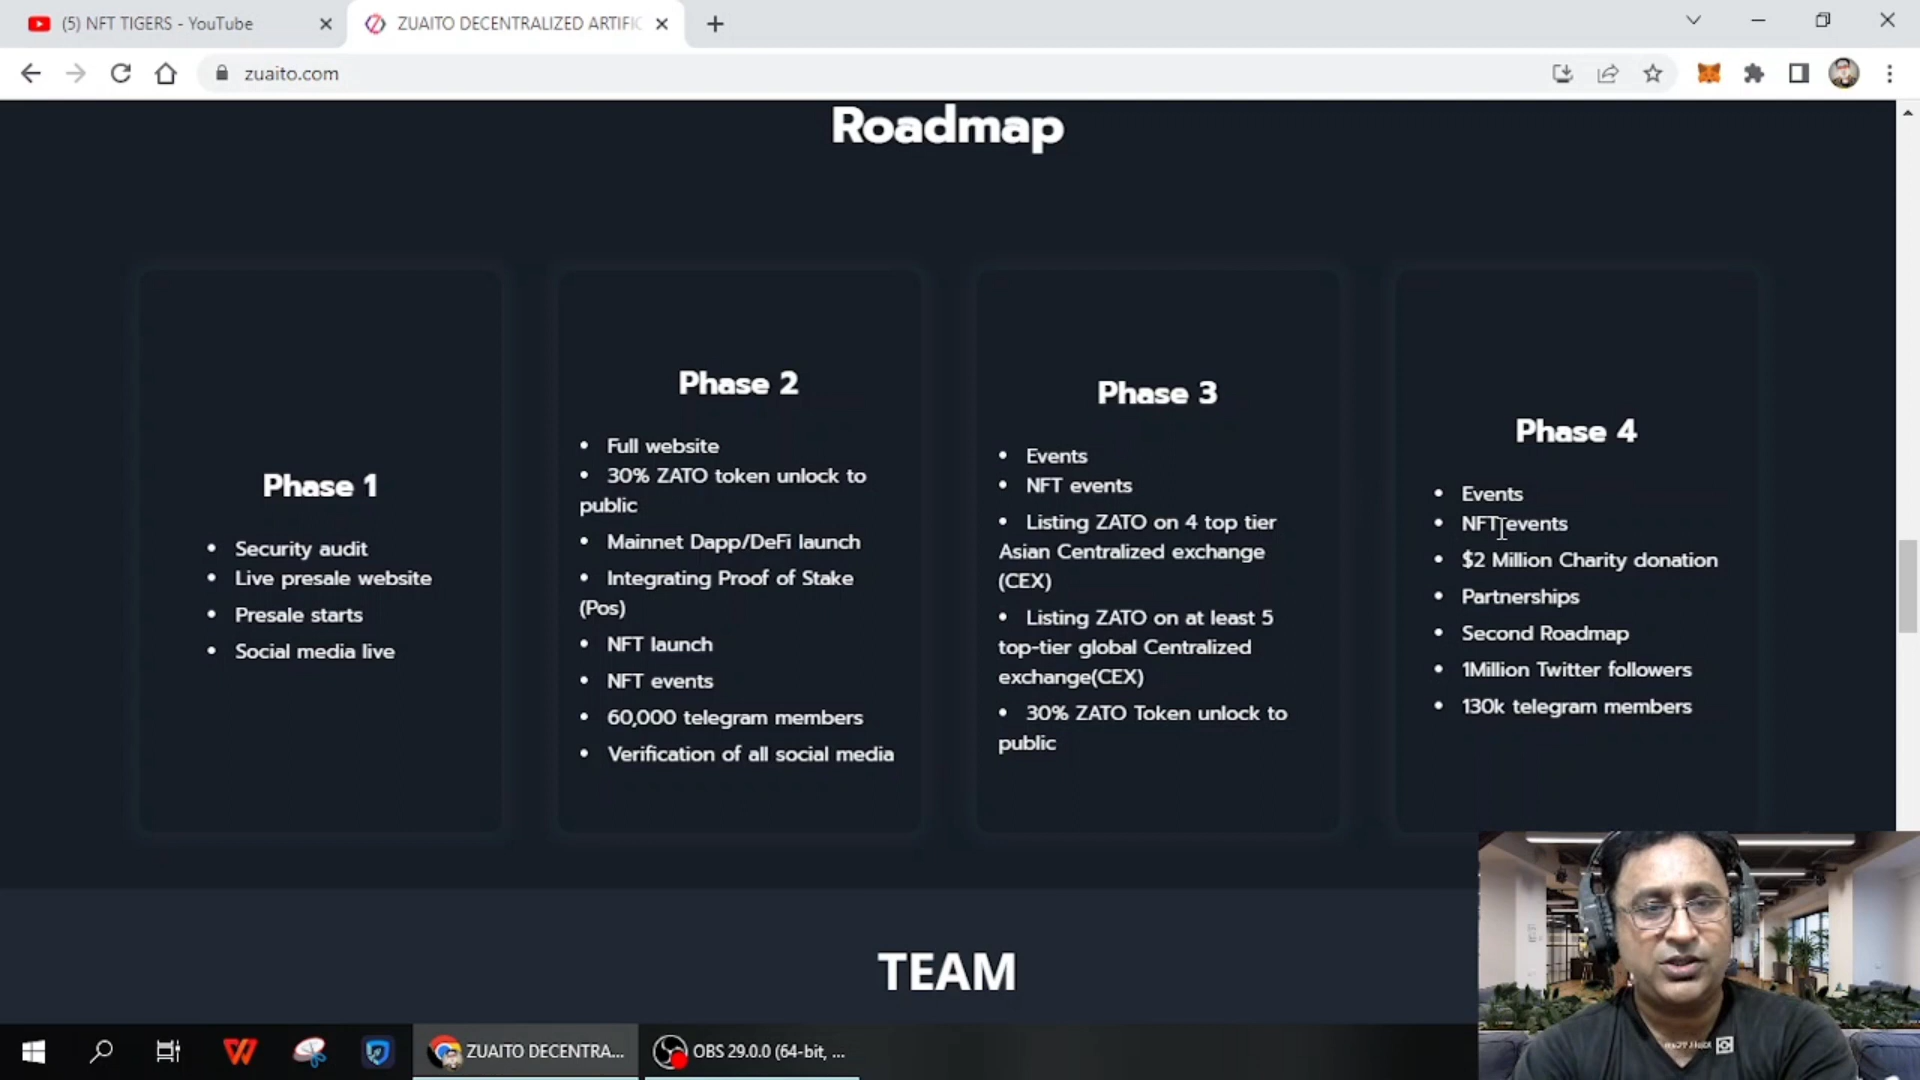 (5) NFT TIGERS - YouTube
ZUAITO DECENTRALIZED ARTIFIC
zuaito.com
Roadmap
Phase 1
• Security audit
• Live presale website
• Presale starts
• Social media live
Phase 2
• Full website
• 30% ZATO token unlock to
public
• Mainnet Dapp/DeFi launch
• Integrating Proof of Stake
(Pos)
• NFT launch
• NFT events
• 60,000 telegram members
• Verification of all social media
Phase 3
• Events
• NFT events
• Listing ZATO on 4 top tier
Asian Centralized exchange
(CEX)
• Listing ZATO on at least 5
top-tier global Centralized
exchange(CEX)
• 30% ZATO Token unlock to
public
Phase 4
• Events
• NFT events
• $2 Million Charity donation
• Partnerships
• Second Roadmap
• 1Million Twitter followers
• 130k telegram members
TEAM
ZUAITO DECENTRA...
OBS 29.0.0 (64-bit, ...